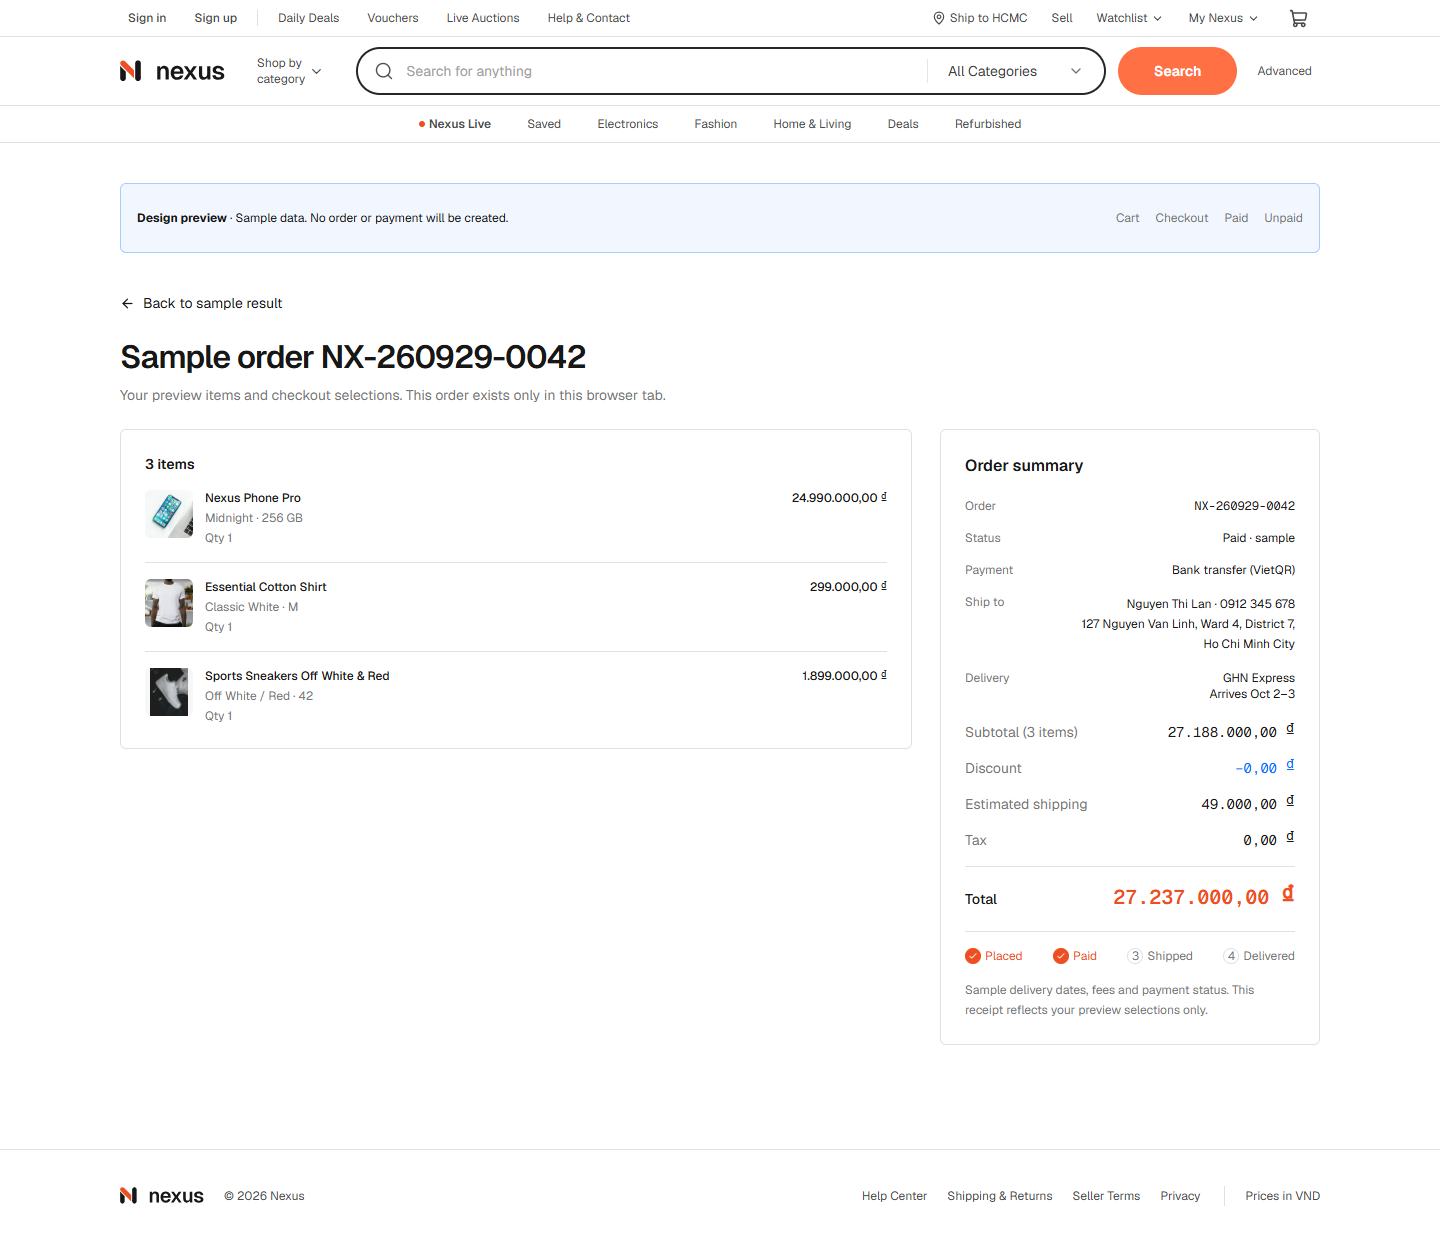 Sign in Sign up Daily Deals Vouchers Live Auctions Help & Contact Ship to HCMC Sell Watchlist My Nexus
nexus Shop by category Search for anything All Categories Search Advanced
Nexus Live Saved Electronics Fashion Home & Living Deals Refurbished
Design preview · Sample data. No order or payment will be created. Cart Checkout Paid Unpaid
Back to sample result
Sample order NX-260929-0042
Your preview items and checkout selections. This order exists only in this browser tab.
3 items
Nexus Phone Pro 24.990.000,00 ₫
Midnight · 256 GB
Qty 1
Essential Cotton Shirt 299.000,00 ₫
Classic White · M
Qty 1
Sports Sneakers Off White & Red 1.899.000,00 ₫
Off White / Red · 42
Qty 1
Order summary
Order NX-260929-0042
Status Paid · sample
Payment Bank transfer (VietQR)
Ship to Nguyen Thi Lan · 0912 345 678
127 Nguyen Van Linh, Ward 4, District 7,
Ho Chi Minh City
Delivery GHN Express
Arrives Oct 2–3
Subtotal (3 items) 27.188.000,00 ₫
Discount −0,00 ₫
Estimated shipping 49.000,00 ₫
Tax 0,00 ₫
Total 27.237.000,00 ₫
Placed Paid 3 Shipped 4 Delivered
Sample delivery dates, fees and payment status. This
receipt reflects your preview selections only.
nexus © 2026 Nexus Help Center Shipping & Returns Seller Terms Privacy Prices in VND